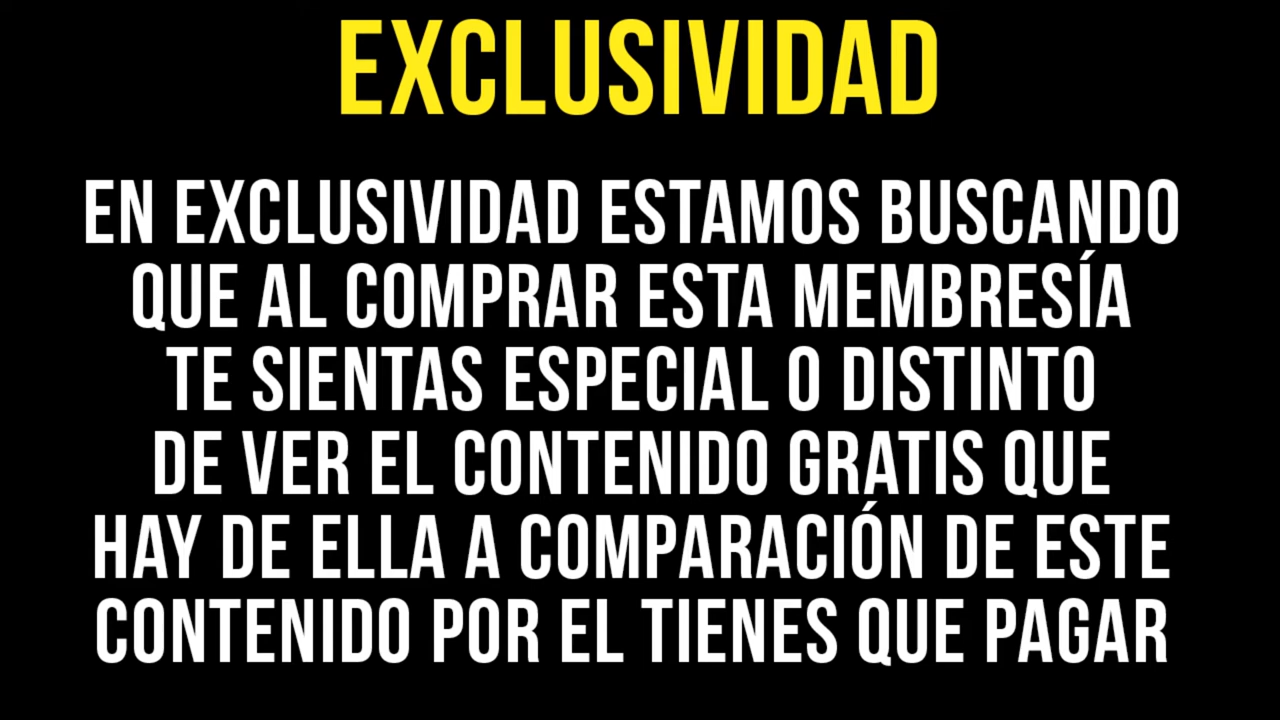 EXCLUSIVIDAD
EN EXCLUSIVIDAD ESTAMOS BUSCANDO
QUE AL COMPRAR ESTA MEMBRESÍA
TE SIENTAS ESPECIAL O DISTINTO
DE VER EL CONTENIDO GRATIS QUE
HAY DE ELLA A COMPARACIÓN DE ESTE
CONTENIDO POR EL TIENES QUE PAGAR